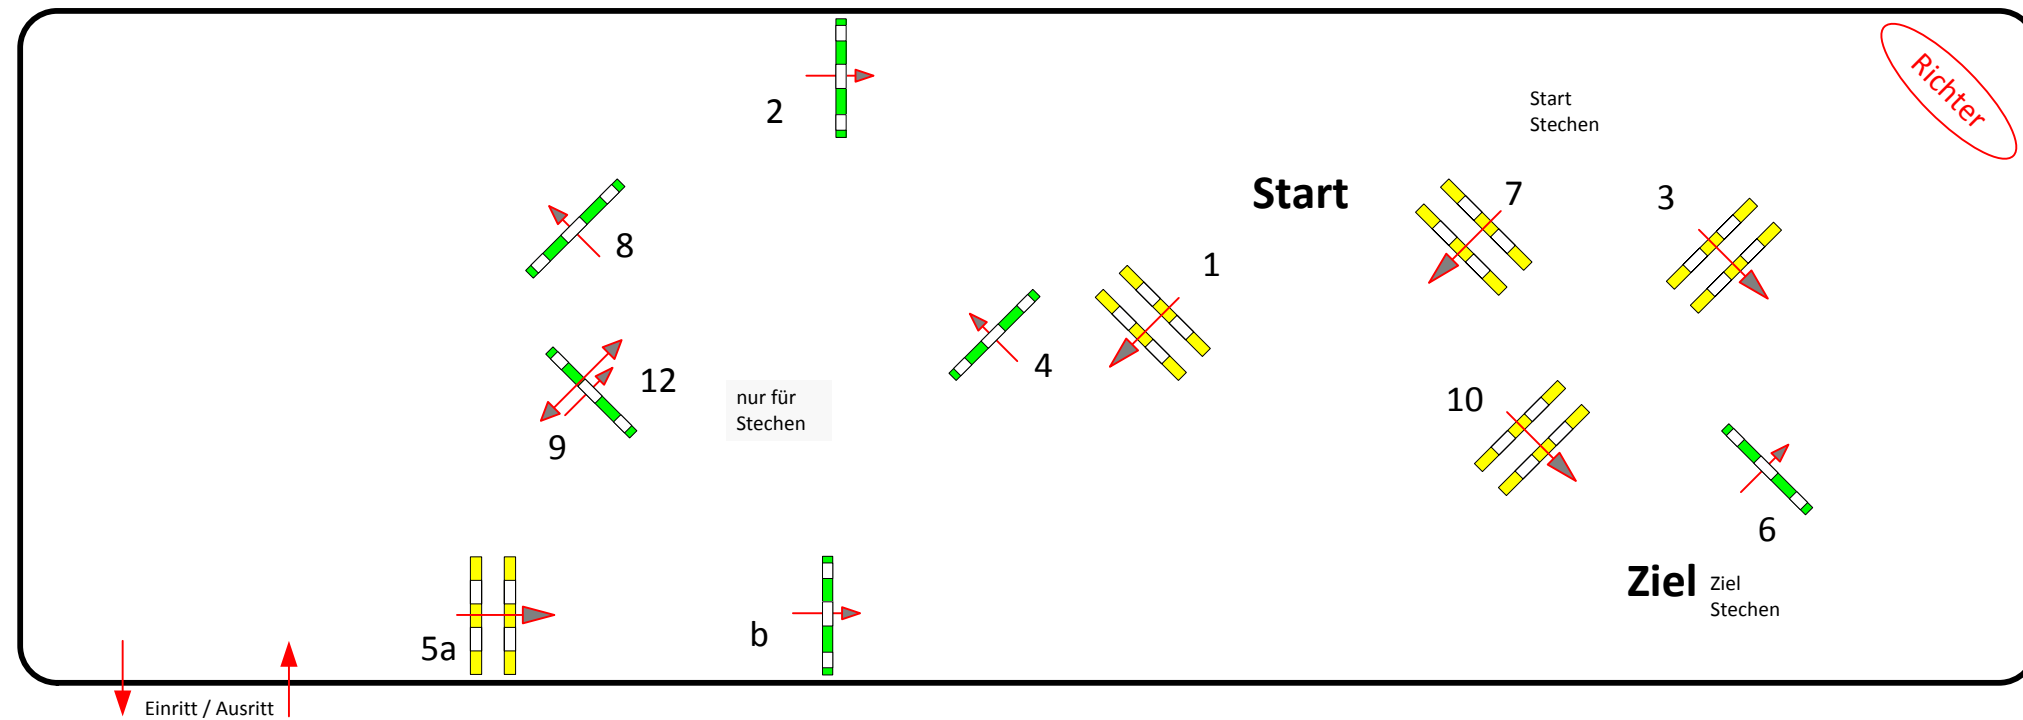 Richter
2
Start
Stechen
Start
7
3
8
1
4
12
nur für
Stechen
9
10
6
Ziel
Ziel
Stechen
5a
b
Einritt / Ausritt